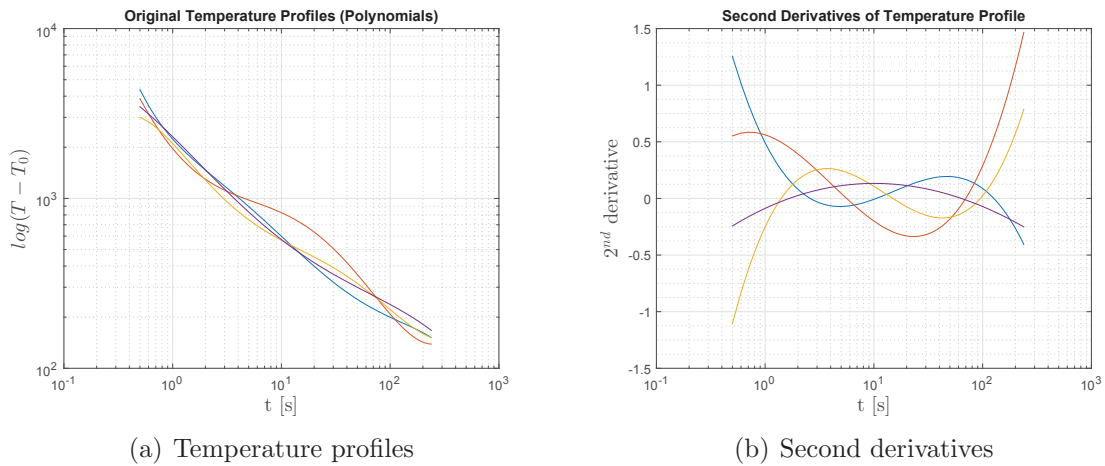 Original Temperature Profiles (Polynomials)
10^4
10^3
10^2
log(T − T_0)
10^-1
10^0
10^1
10^2
10^3
t [s]
(a) Temperature profiles
Second Derivatives of Temperature Profile
1.5
1
0.5
0
-0.5
-1
-1.5
2^nd derivative
10^-1
10^0
10^1
10^2
10^3
t [s]
(b) Second derivatives